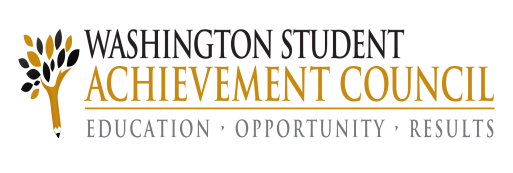 WASHINGTON STUDENT
ACHIEVEMENT COUNCIL
EDUCATION · OPPORTUNITY · RESULTS